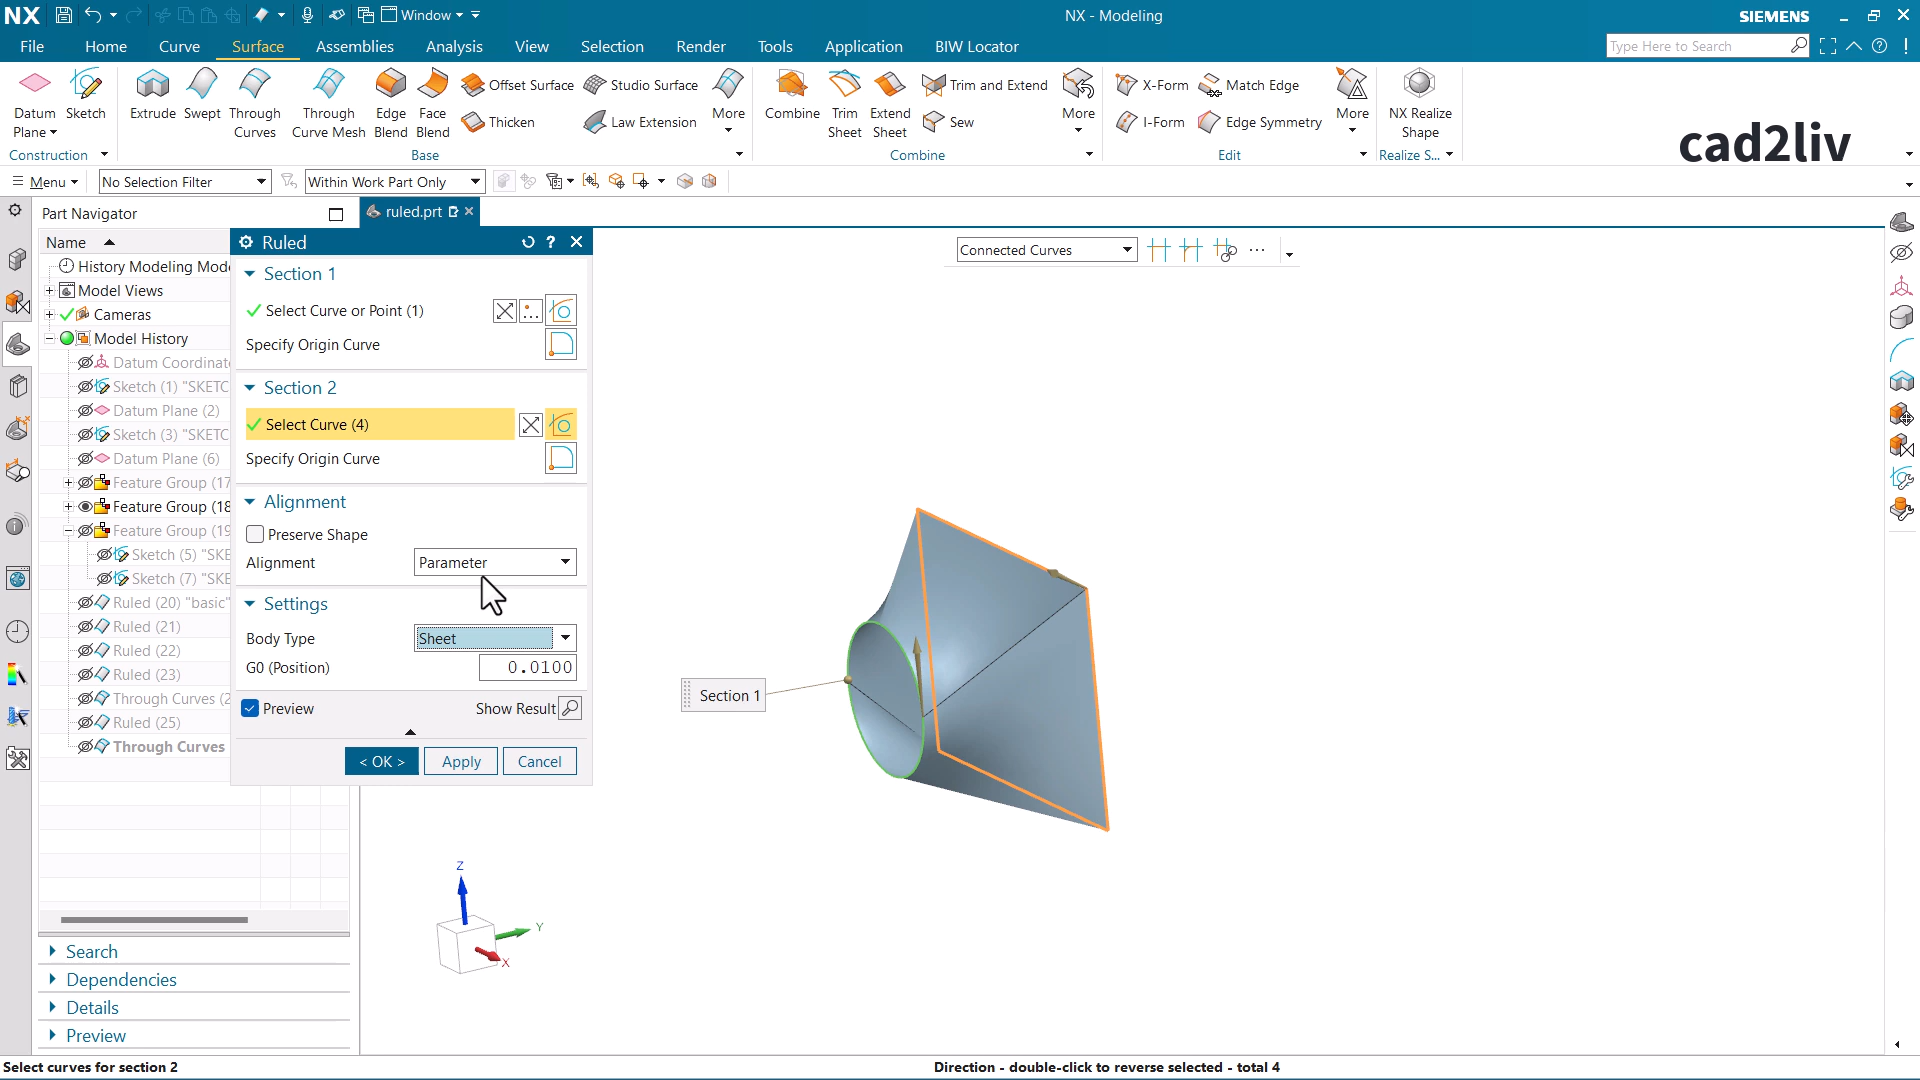 NX
Window
NX - Modeling
SIEMENS
File
Home
Curve
Surface
Assemblies
Analysis
View
Selection
Render
Tools
Application
BIW Locator
Type Here to Search
Datum
Plane
Sketch
Extrude
Swept
Through
Curves
Through
Curve Mesh
Edge
Blend
Face
Blend
Offset Surface
Thicken
Studio Surface
Law Extension
More
Combine
Trim
Sheet
Extend
Sheet
Trim and Extend
Sew
More
X-Form
I-Form
Match Edge
Edge Symmetry
More
NX Realize
Shape
cad2liv
Construction
Base
Combine
Edit
Realize S...
Menu
No Selection Filter
Within Work Part Only
Part Navigator
ruled.prt
Name
History Modeling Mod
Model Views
Cameras
Model History
Datum Coordinat
Sketch (1) "SKETC
Datum Plane (2)
Sketch (3) "SKETC
Datum Plane (6)
Feature Group (17
Feature Group (18
Feature Group (19
Sketch (5) "SKE
Sketch (7) "SKE
Ruled (20) "basic"
Ruled (21)
Ruled (22)
Ruled (23)
Through Curves (2
Ruled (25)
Through Curves
Search
Dependencies
Details
Preview
Ruled
Section 1
Select Curve or Point (1)
Specify Origin Curve
Section 2
Select Curve (4)
Specify Origin Curve
Alignment
Preserve Shape
Alignment
Parameter
Settings
Body Type
Sheet
G0 (Position)
0.0100
Preview
Show Result
< OK >
Apply
Cancel
Connected Curves
Section 1
Z
Y
X
Select curves for section 2
Direction - double-click to reverse selected - total 4